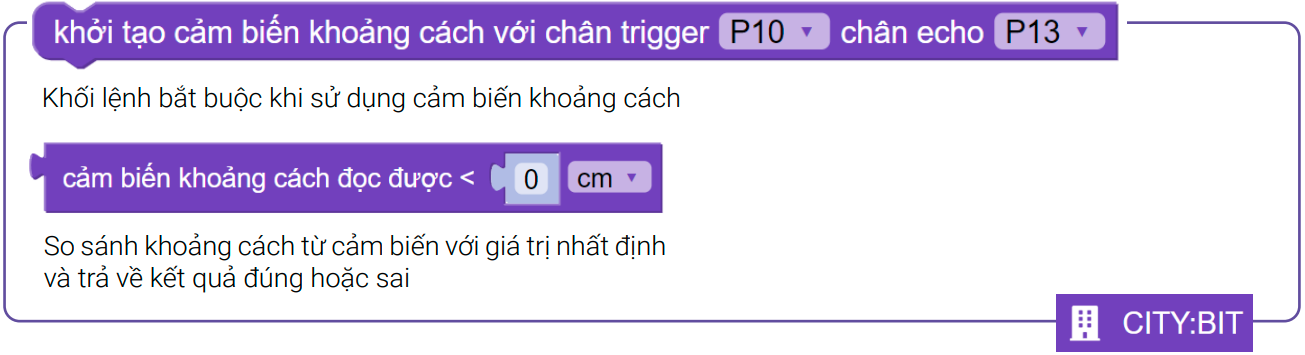 khởi tạo cảm biến khoảng cách với chân trigger P10 chân echo P13
Khối lệnh bắt buộc khi sử dụng cảm biến khoảng cách
cảm biến khoảng cách đọc được < 0 cm
So sánh khoảng cách từ cảm biến với giá trị nhất định
và trả về kết quả đúng hoặc sai
CITY:BIT